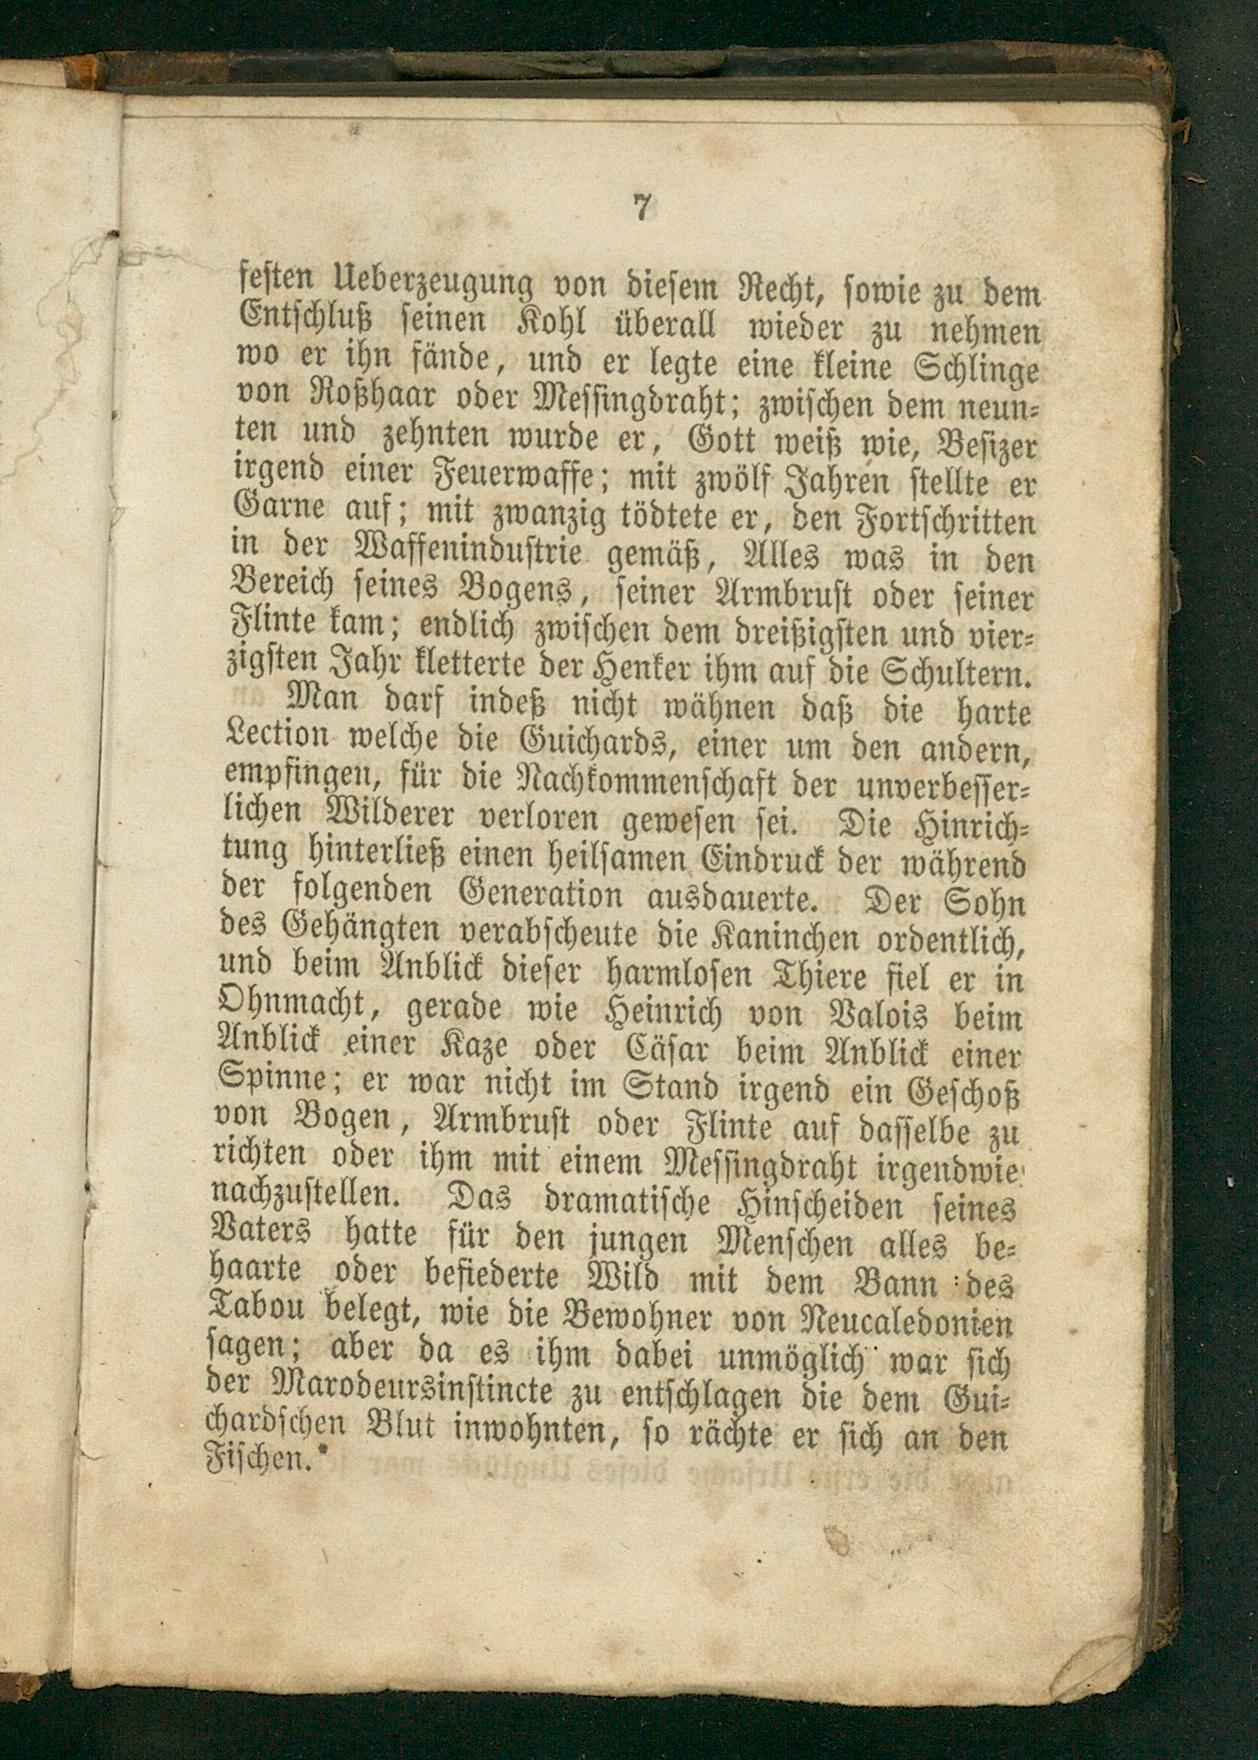 7
festen Ueberzeugung von diesem Recht, sowie zu dem
Entschluß seinen Kohl überall wieder zu nehmen
wo er ihn fände, und er legte eine kleine Schlinge
von Roßhaar oder Messingdraht; zwischen dem neun-
ten und zehnten wurde er, Gott weiß wie, Besizer
irgend einer Feuerwaffe; mit zwölf Jahren stellte er
Garne auf; mit zwanzig tödtete er, den Fortschritten
in der Waffenindustrie gemäß, Alles was in den
Bereich seines Bogens, seiner Armbrust oder seiner
Flinte kam; endlich zwischen dem dreißigsten und vier-
zigsten Jahr kletterte der Henker ihm auf die Schultern.
Man darf indeß nicht wähnen daß die harte
Lection welche die Guichards, einer um den andern,
empfingen, für die Nachkommenschaft der unverbesser-
lichen Wilderer verloren gewesen sei. Die Hinrich-
tung hinterließ einen heilsamen Eindruck der während
der folgenden Generation ausdauerte. Der Sohn
des Gehängten verabscheute die Kaninchen ordentlich,
und beim Anblick dieser harmlosen Thiere fiel er in
Ohnmacht, gerade wie Heinrich von Valois beim
Anblick einer Kaze oder Cäsar beim Anblick einer
Spinne; er war nicht im Stand irgend ein Geschoß
von Bogen, Armbrust oder Flinte auf dasselbe zu
richten oder ihm mit einem Messingdraht irgendwie
nachzustellen. Das dramatische Hinscheiden seines
Vaters hatte für den jungen Menschen alles be-
haarte oder befiederte Wild mit dem Bann des
Tabou belegt, wie die Bewohner von Neucaledonien
sagen; aber da es ihm dabei unmöglich war sich
der Marodeursinstincte zu entschlagen die dem Gui-
chardschen Blut inwohnten, so rächte er sich an den
Fischen.